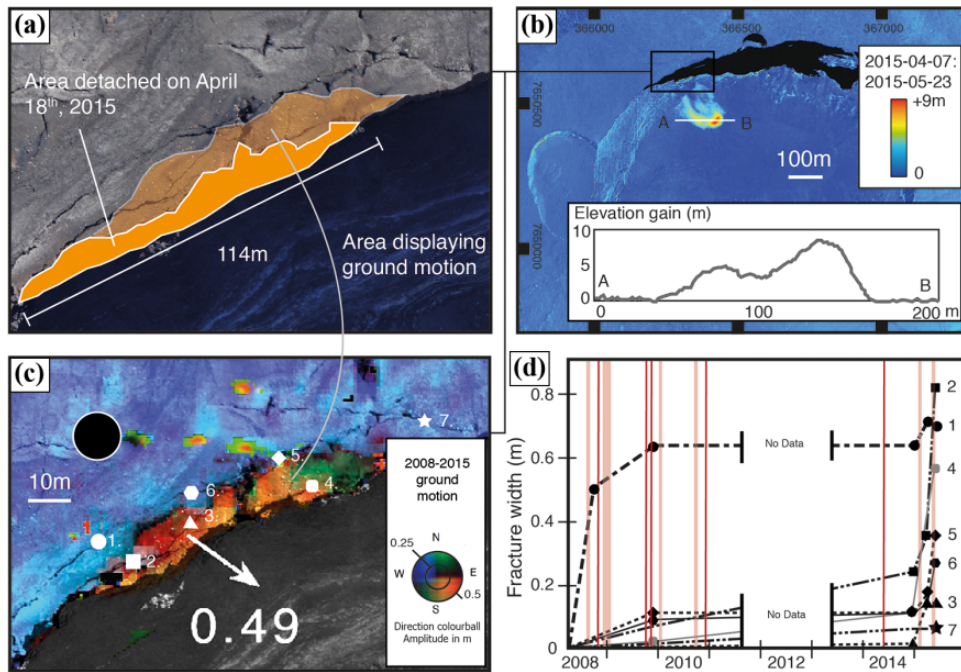 (a)
Area detached on April
18th, 2015
114m
Area displaying
ground motion
(b)
366000
366500
367000
7650500
7650000
2015-04-07:
2015-05-23
+9m
0
A
B
100m
Elevation gain (m)
10
5
0
A
B
0
100
200 m
(c)
10m
7
5.
4.
6.
3.
1
2
0.49
2008-2015
ground
motion
N
0.25
W
E
0.5
S
Direction colourball
Amplitude in m
(d)
Fracture width (m)
0.8
0.6
0.4
0.2
0
No Data
No Data
2
1
4
5
6
3
7
2008
2010
2012
2014